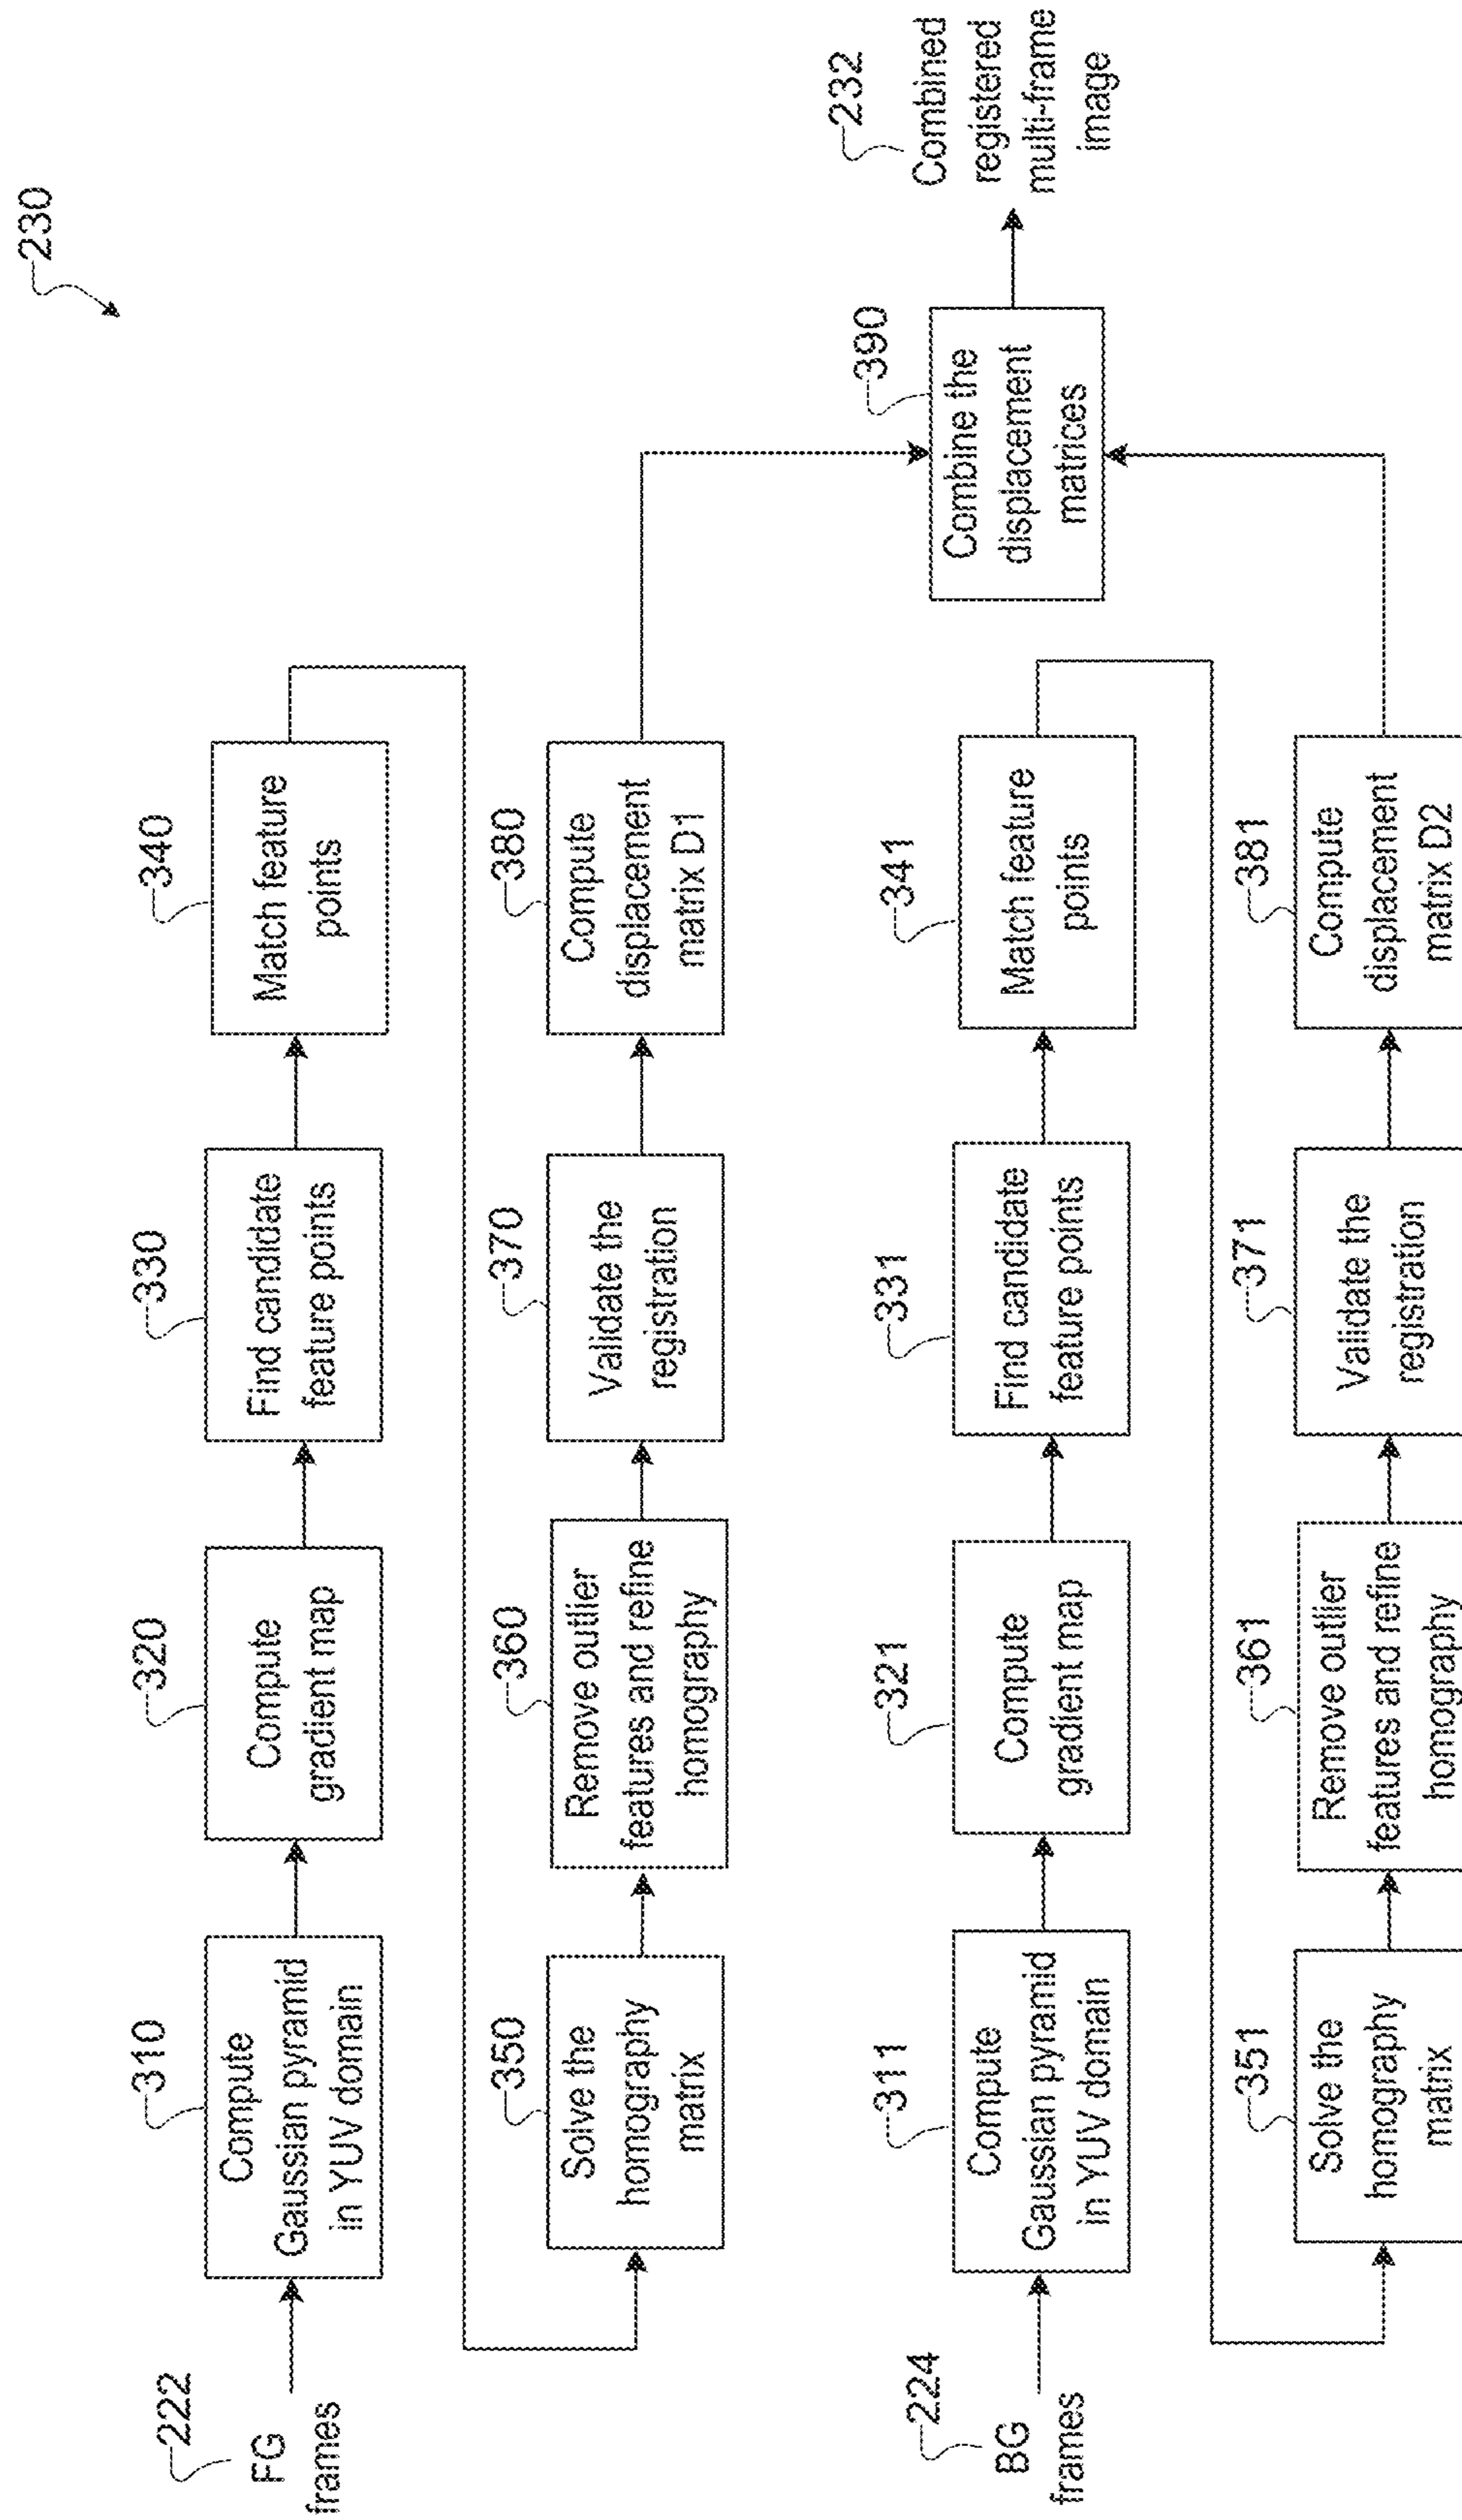 230
222
FG
frames
310
Compute
Gaussian pyramid
in YUV domain
320
Compute
gradient map
330
Find candidate
feature points
340
Match feature
points
350
Solve the
homography
matrix
360
Remove outlier
features and refine
homography
370
Validate the
registration
380
Compute
displacement
matrix D1
224
BG
frames
311
Compute
Gaussian pyramid
in YUV domain
321
Compute
gradient map
331
Find candidate
feature points
341
Match feature
points
351
Solve the
homography
matrix
361
Remove outlier
features and refine
homography
371
Validate the
registration
381
Compute
displacement
matrix D2
390
Combine the
displacement
matrices
232
Combined
registered
multi-frame
image